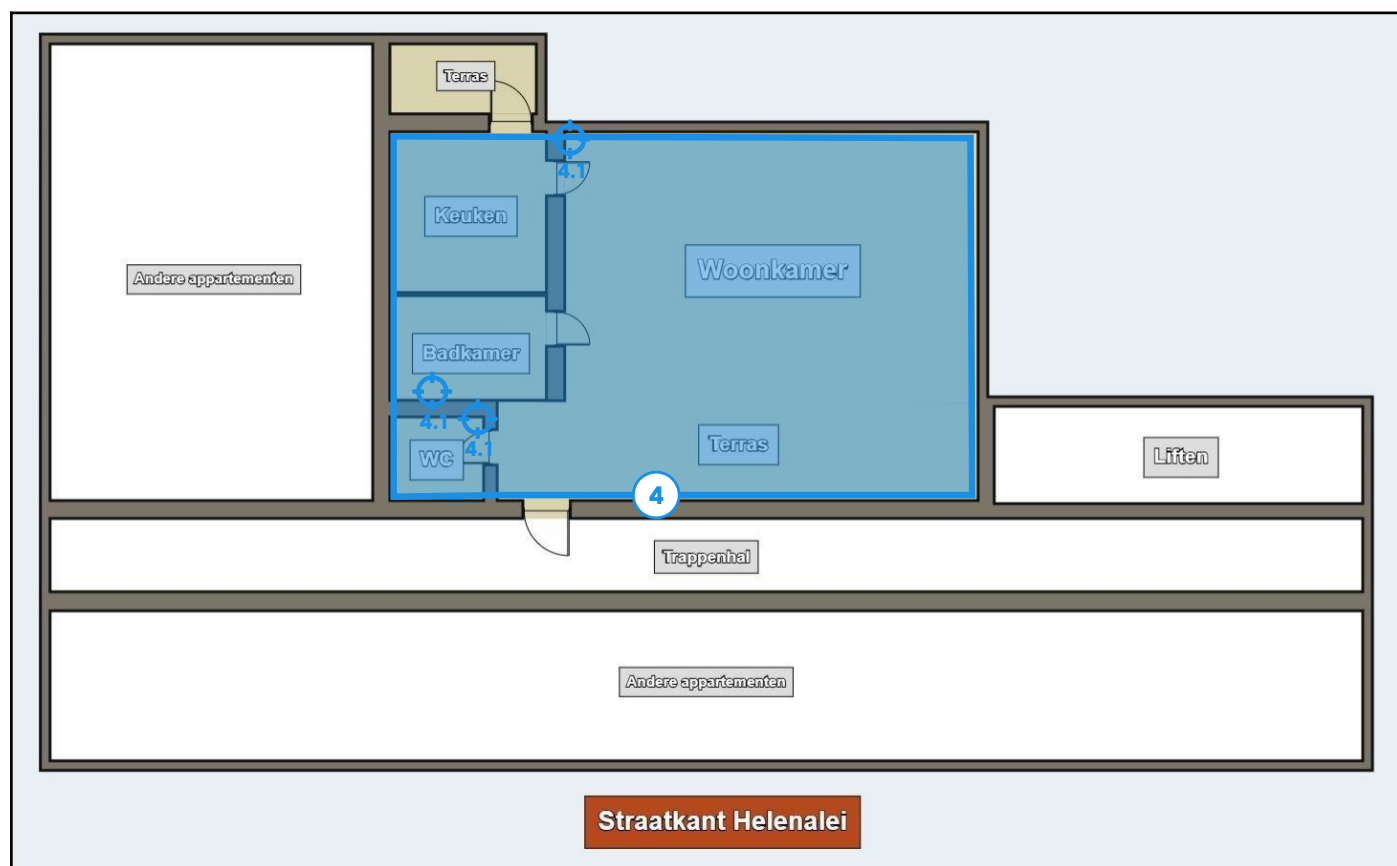 Terras
4.1
Keuken
Woonkamer
Andere appartementen
Badkamer
4.1
4.1
WC
Terras
Liften
4
Trappenhal
Andere appartementen
Straatkant Helenalei